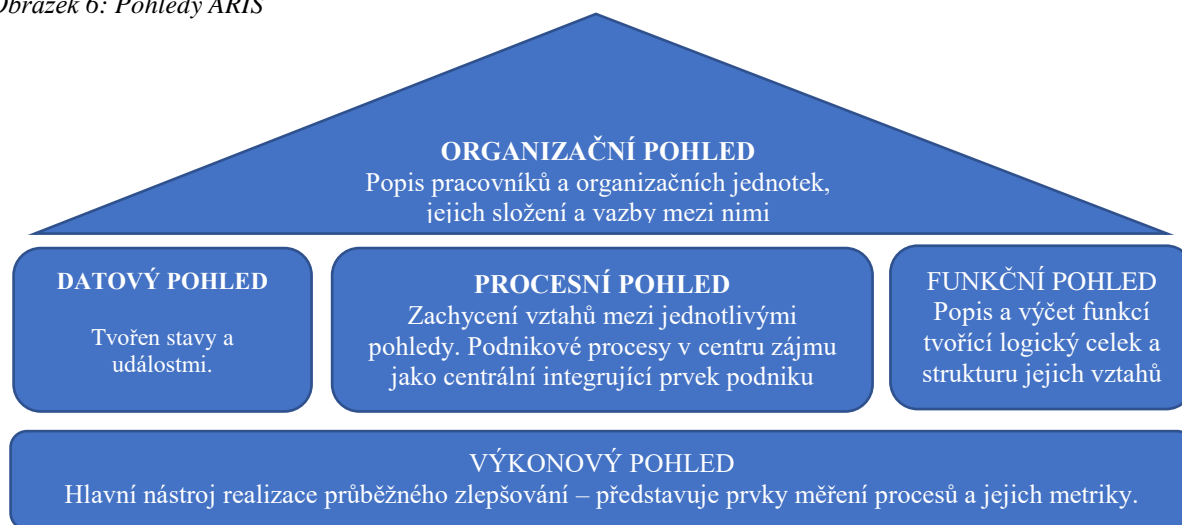 Obrázek 6: Pohledy ARIS
ORGANIZAČNÍ POHLED
Popis pracovníků a organizačních jednotek,
jejich složení a vazby mezi nimi
DATOVÝ POHLED
Tvořen stavy a
událostmi.
PROCESNÍ POHLED
Zachycení vztahů mezi jednotlivými
pohledy. Podnikové procesy v centru zájmu
jako centrální integrující prvek podniku
FUNKČNÍ POHLED
Popis a výčet funkcí
tvořící logický celek a
strukturu jejich vztahů
VÝKONOVÝ POHLED
Hlavní nástroj realizace průběžného zlepšování – představuje prvky měření procesů a jejich metriky.